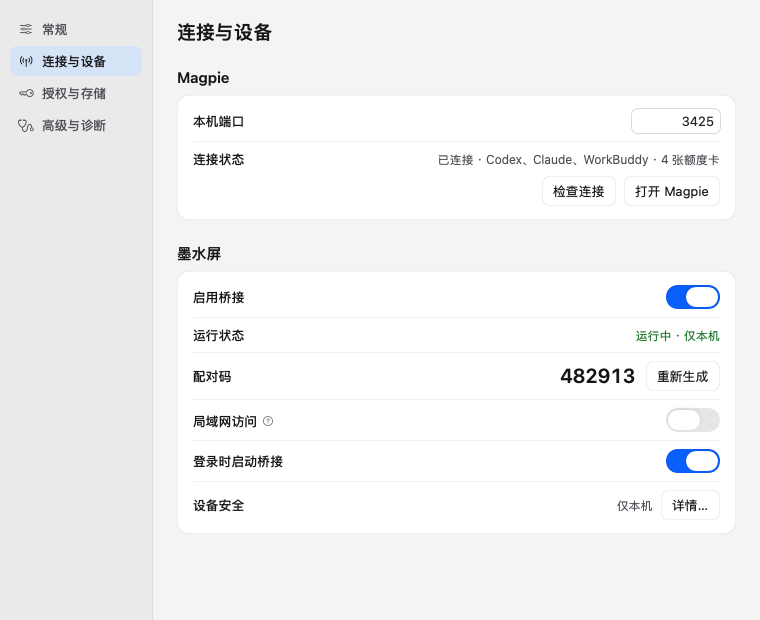 常规
连接与设备
授权与存储
高级与诊断
连接与设备
Magpie
本机端口 3425
连接状态 已连接 · Codex、Claude、WorkBuddy · 4 张额度卡
检查连接 打开 Magpie
墨水屏
启用桥接
运行状态 运行中 · 仅本机
配对码 482913 重新生成
局域网访问 ?
登录时启动桥接
设备安全 仅本机 详情...